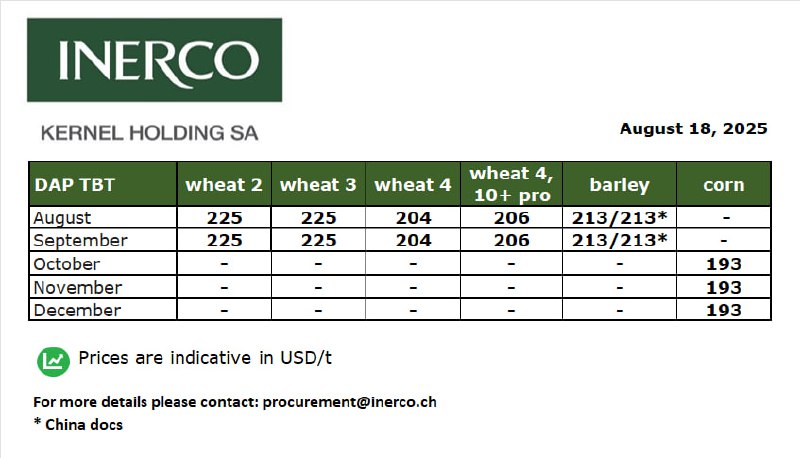 INERCO
KERNEL HOLDING SA
August 18, 2025
DAP TBT wheat 2 wheat 3 wheat 4 wheat 4, 10+ pro barley corn
August 225 225 204 206 213/213* -
September 225 225 204 206 213/213* -
October - - - - - 193
November - - - - - 193
December - - - - - 193
Prices are indicative in USD/t
For more details please contact: procurement@inerco.ch
* China docs